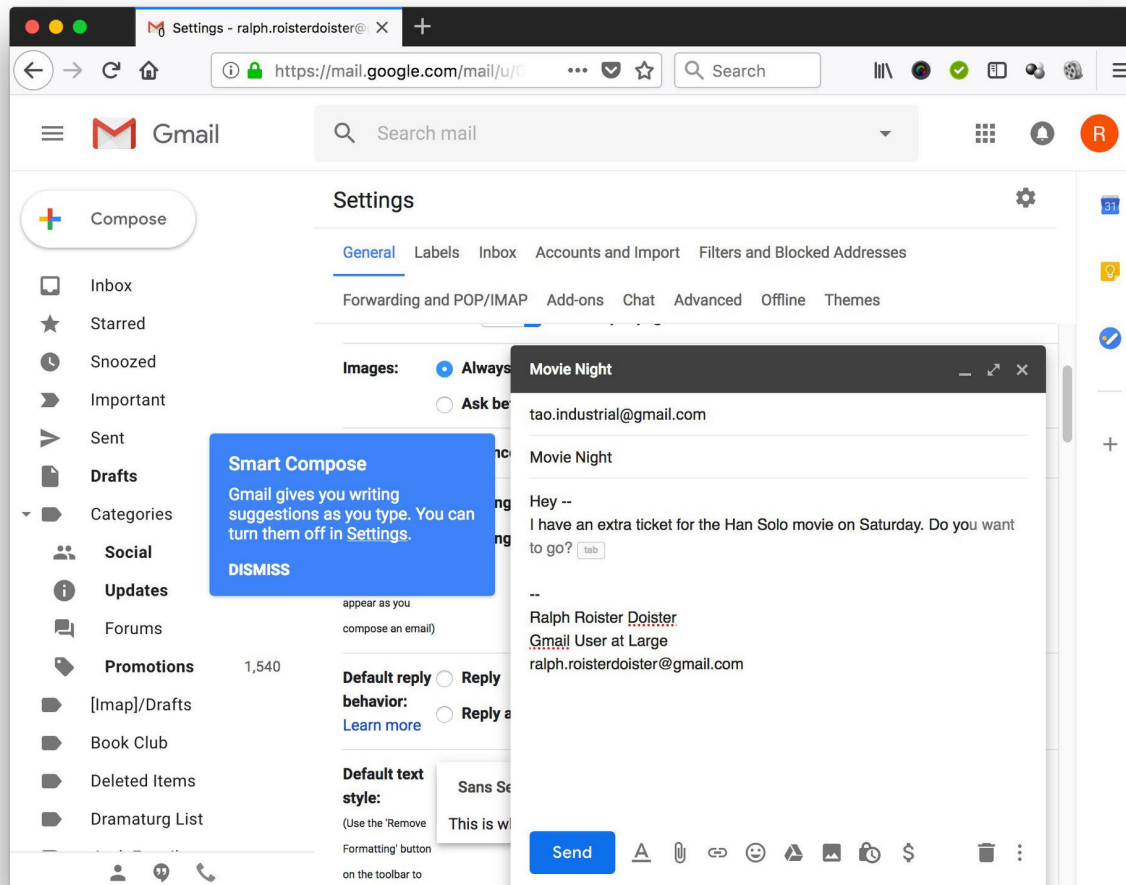 Settings - ralph.roisterdoister@
https://mail.google.com/mail/u/0
Search
Gmail
Search mail
R
Compose
Settings
31
General Labels Inbox Accounts and Import Filters and Blocked Addresses
Forwarding and POP/IMAP Add-ons Chat Advanced Offline Themes
Inbox
Starred
Snoozed
Important
Sent
Drafts
Categories
Social
Updates
Forums
Promotions 1,540
[Imap]/Drafts
Book Club
Deleted Items
Dramaturg List
Smart Compose
Gmail gives you writing
suggestions as you type. You can
turn them off in Settings.
DISMISS
Images:
Always
Ask be
appear as you
compose an email)
Default reply
behavior:
Learn more
Reply
Reply a
Default text
style:
(Use the 'Remove
Formatting' button
on the toolbar to
Sans Se
This is w
Movie Night
tao.industrial@gmail.com
Movie Night
Hey --
I have an extra ticket for the Han Solo movie on Saturday. Do you want
to go? tab
--
Ralph Roister Doister
Gmail User at Large
ralph.roisterdoister@gmail.com
Send